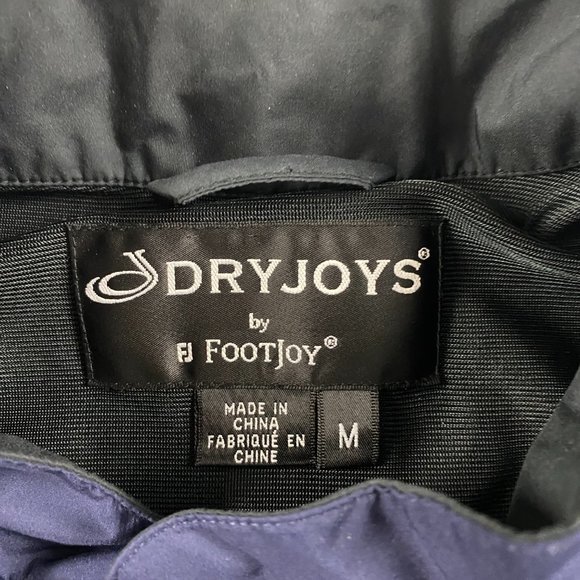 DRYJOYS®
by
FJ FOOTJOY®
MADE IN
CHINA
FABRIQUÉ EN
CHINE
M